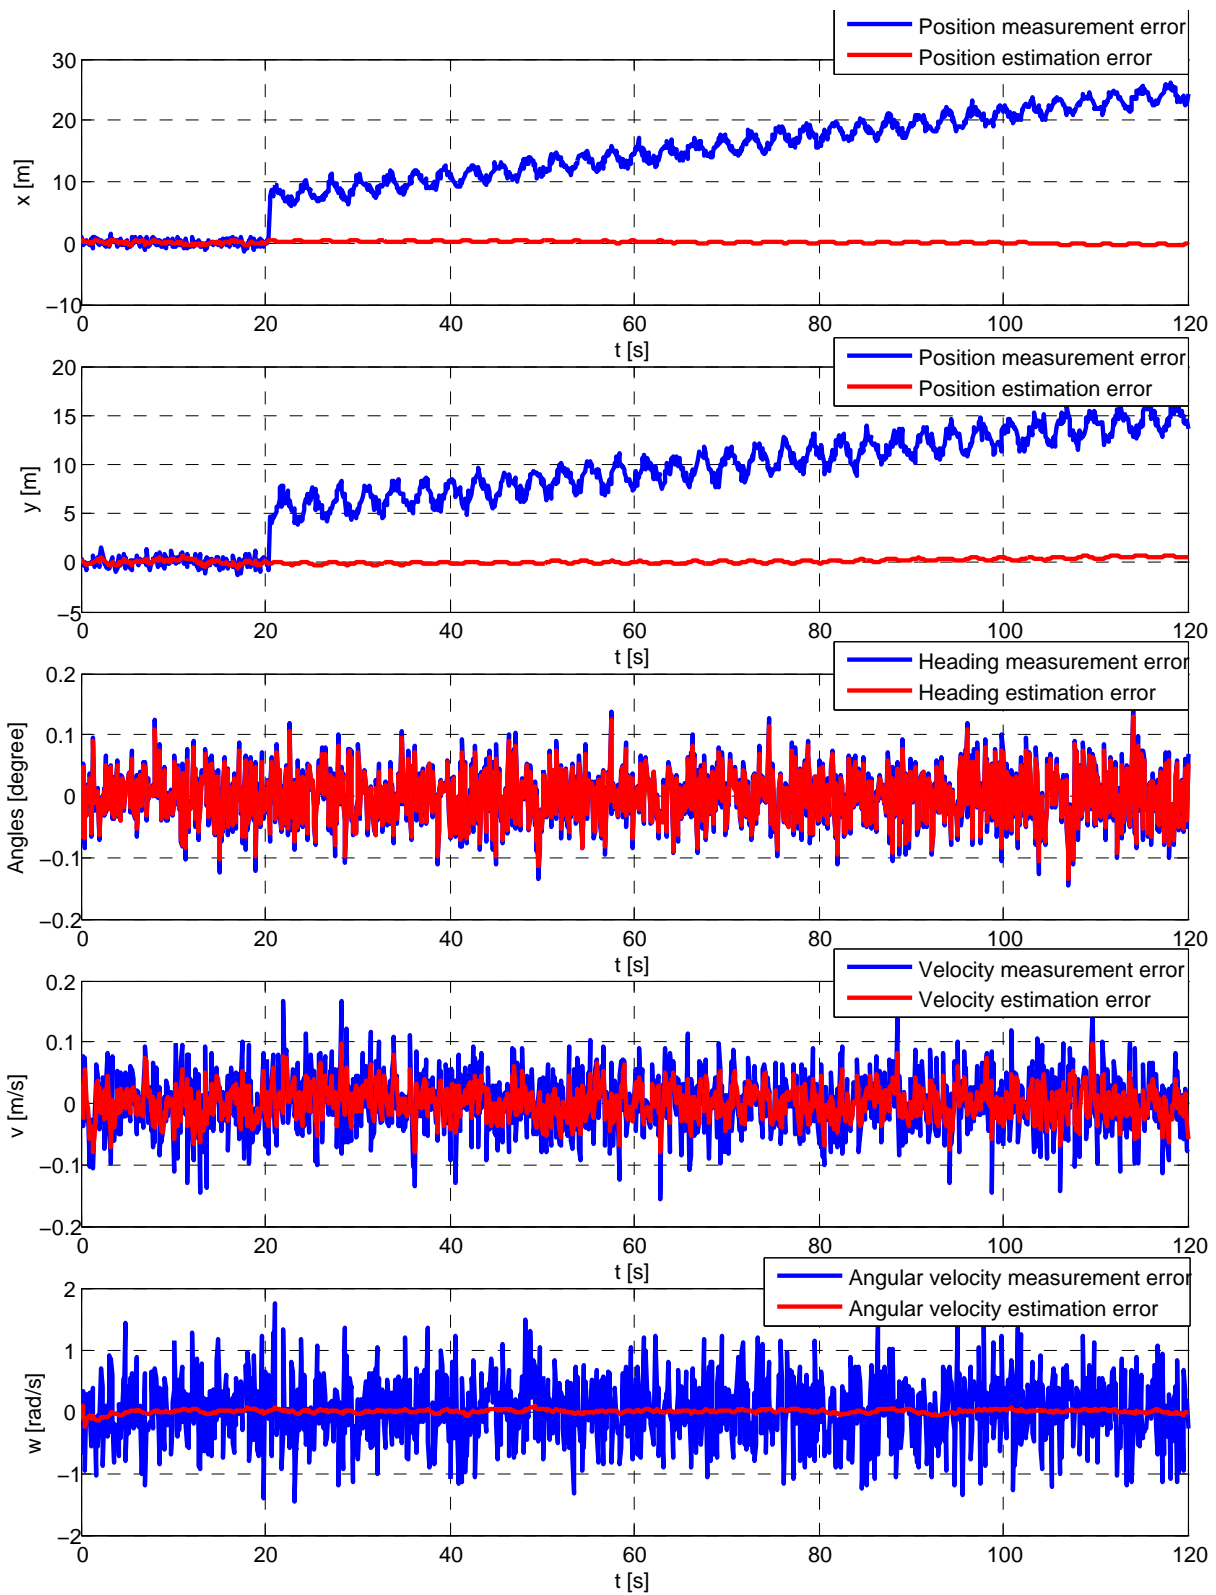 Position measurement error
Position estimation error
30
20
10
0
−10
x [m]
0 20 40 60 80 100 120
t [s]
Position measurement error
Position estimation error
20
15
10
5
0
−5
y [m]
0 20 40 60 80 100 120
t [s]
Heading measurement error
Heading estimation error
0.2
0.1
0
−0.1
−0.2
Angles [degree]
0 20 40 60 80 100 120
t [s]
Velocity measurement error
Velocity estimation error
0.2
0.1
0
−0.1
−0.2
v [m/s]
0 20 40 60 80 100 120
t [s]
Angular velocity measurement error
Angular velocity estimation error
2
1
0
−1
−2
w [rad/s]
0 20 40 60 80 100 120
t [s]